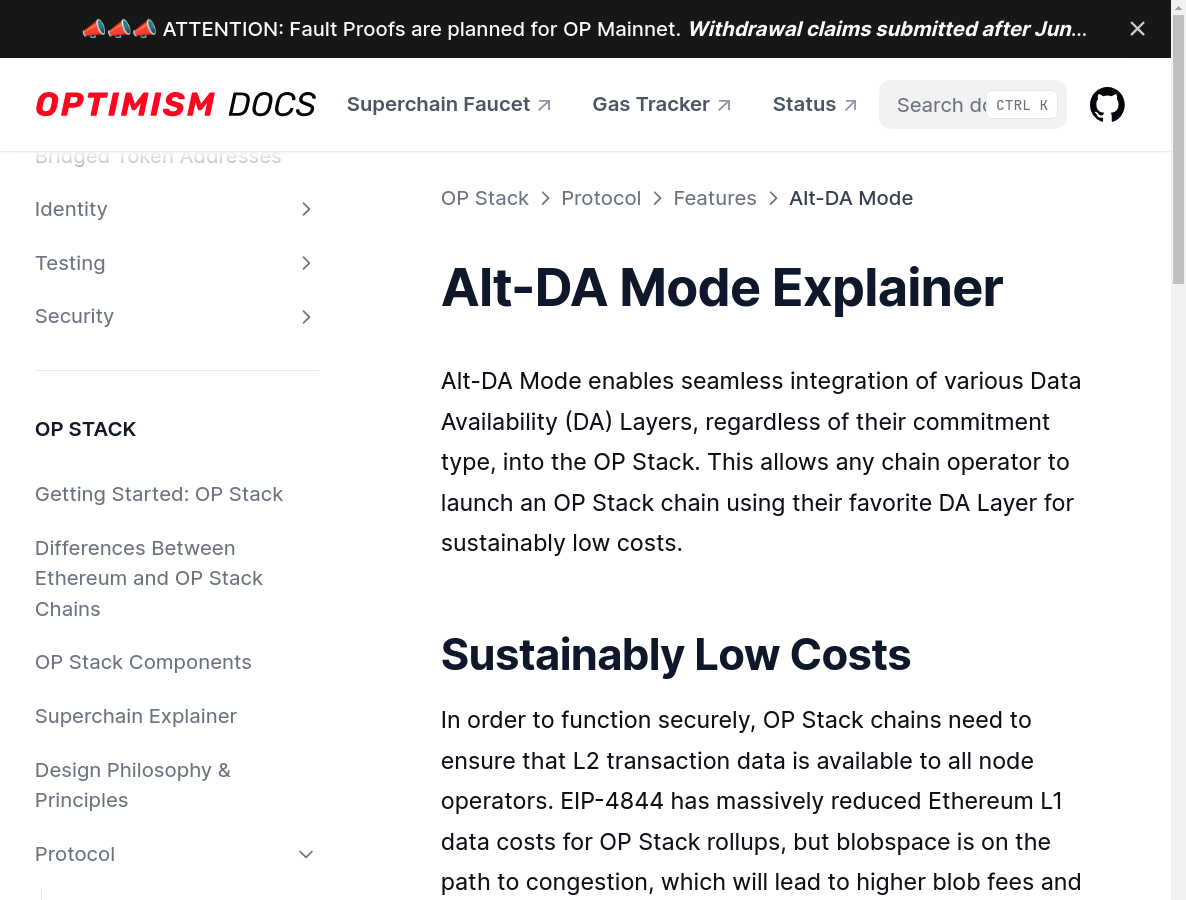 📣📣📣 ATTENTION: Fault Proofs are planned for OP Mainnet. Withdrawal claims submitted after Jun...
OPTIMISM DOCS
Superchain Faucet
Gas Tracker
Status
Search do
CTRL K
Bridged Token Addresses
Identity
Testing
Security
OP STACK
Getting Started: OP Stack
Differences Between
Ethereum and OP Stack
Chains
OP Stack Components
Superchain Explainer
Design Philosophy &
Principles
Protocol
OP Stack > Protocol > Features > Alt-DA Mode
Alt-DA Mode Explainer
Alt-DA Mode enables seamless integration of various Data
Availability (DA) Layers, regardless of their commitment
type, into the OP Stack. This allows any chain operator to
launch an OP Stack chain using their favorite DA Layer for
sustainably low costs.
Sustainably Low Costs
In order to function securely, OP Stack chains need to
ensure that L2 transaction data is available to all node
operators. EIP-4844 has massively reduced Ethereum L1
data costs for OP Stack rollups, but blobspace is on the
path to congestion, which will lead to higher blob fees and